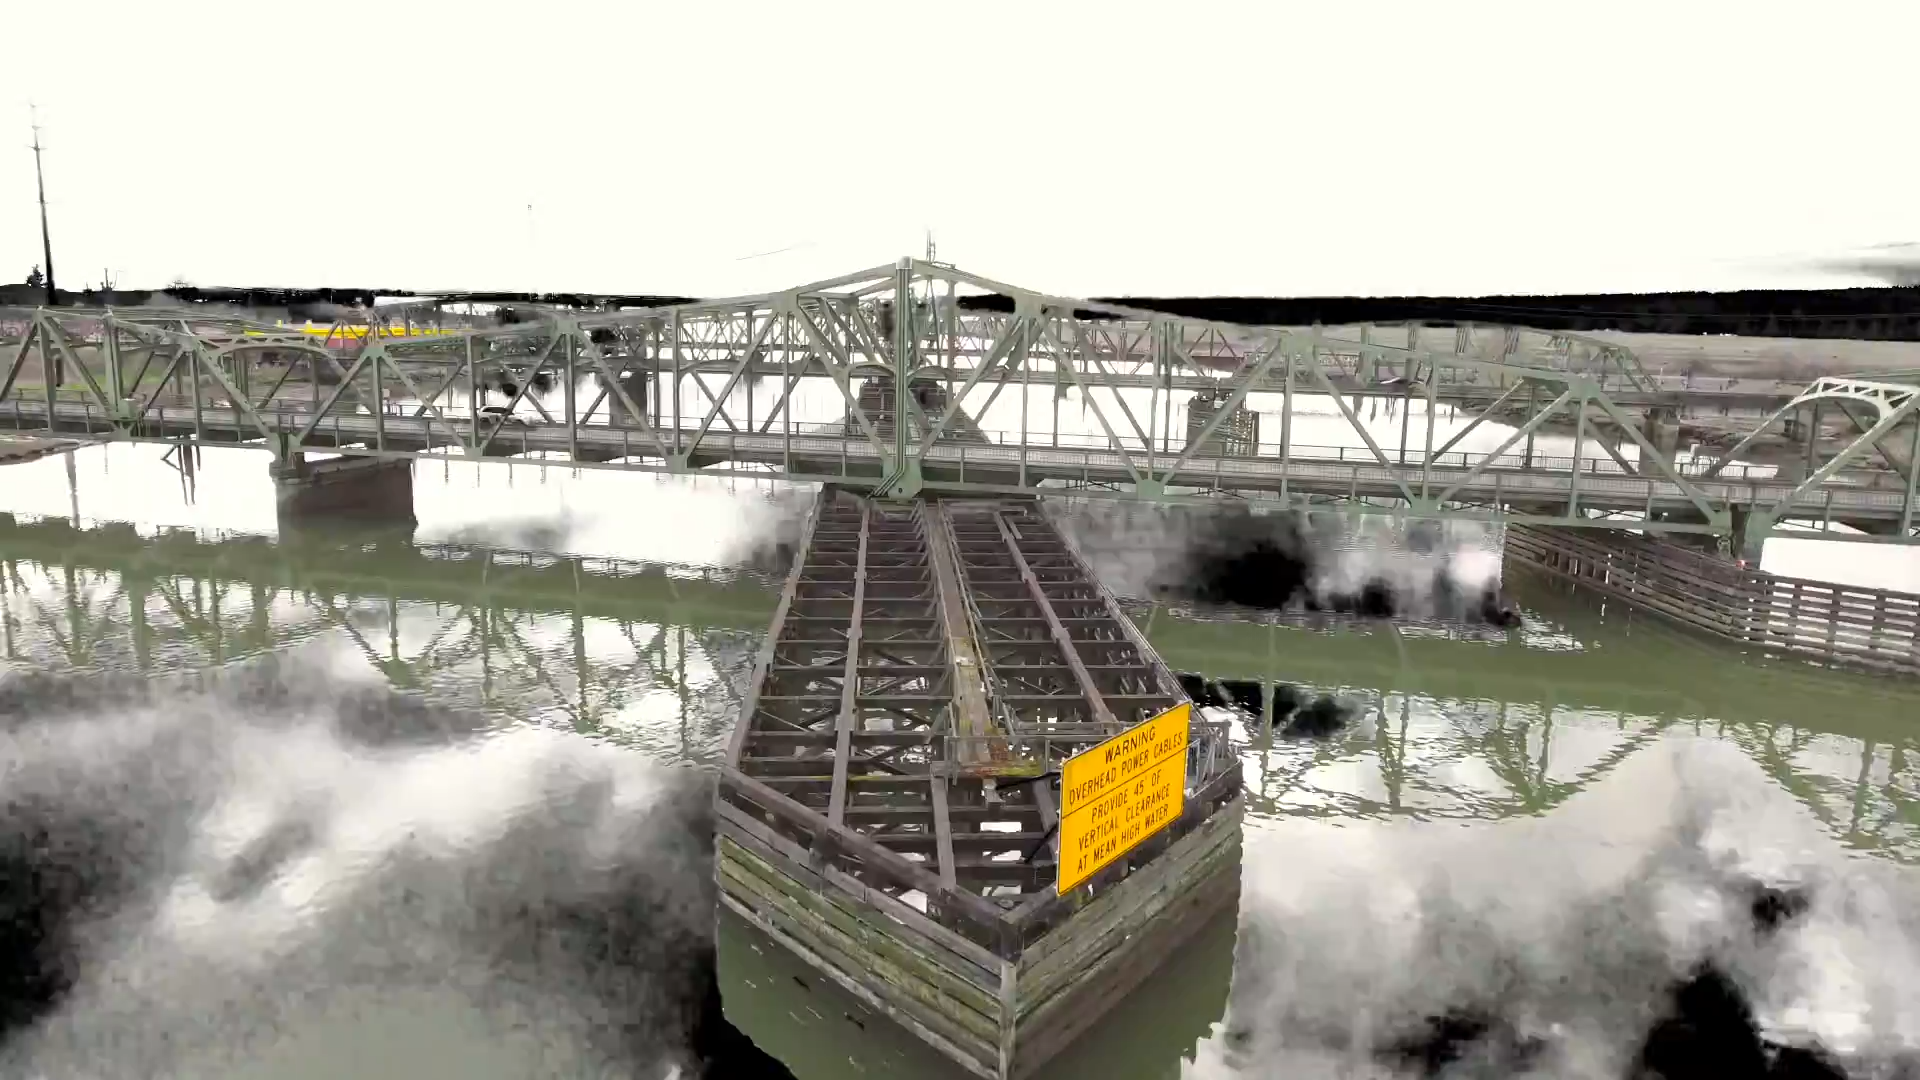 WARNING
OVERHEAD POWER CABLES
PROVIDE 45' OF
VERTICAL CLEARANCE
AT MEAN HIGH WATER